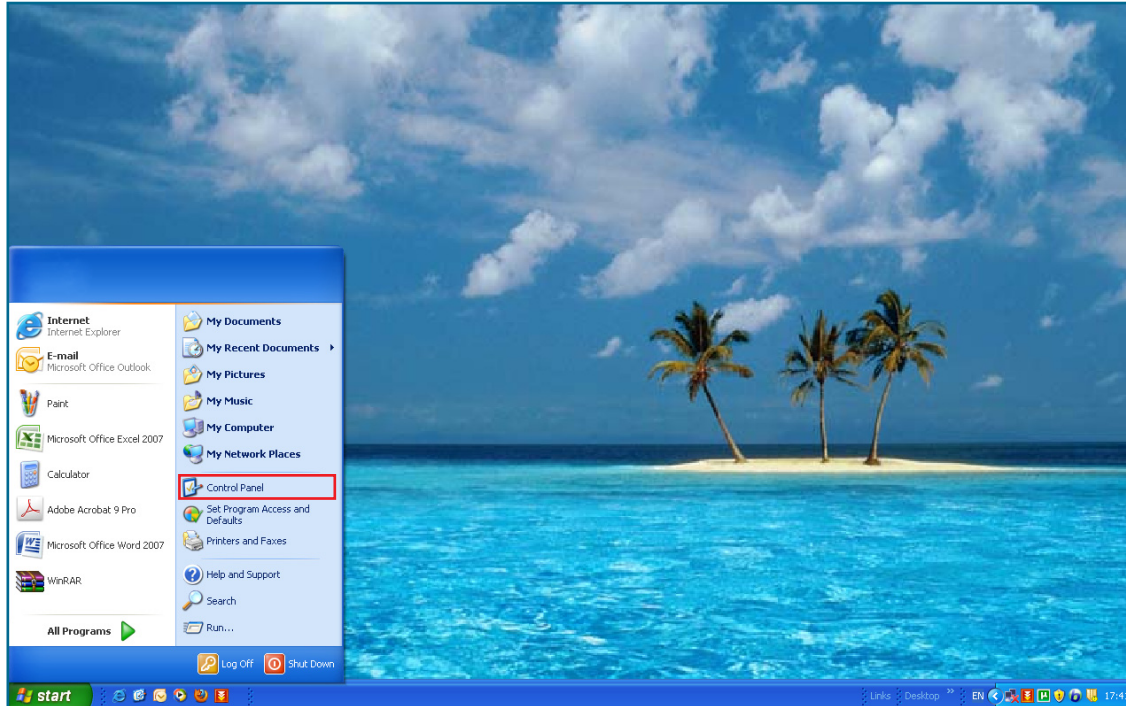 Internet
Internet Explorer
E-mail
Microsoft Office Outlook
Paint
Microsoft Office Excel 2007
Calculator
Adobe Acrobat 9 Pro
Microsoft Office Word 2007
WinRAR
All Programs
My Documents
My Recent Documents
My Pictures
My Music
My Computer
My Network Places
Control Panel
Set Program Access and
Defaults
Printers and Faxes
Help and Support
Search
Run...
Log Off
Shut Down
start
Links
Desktop
EN